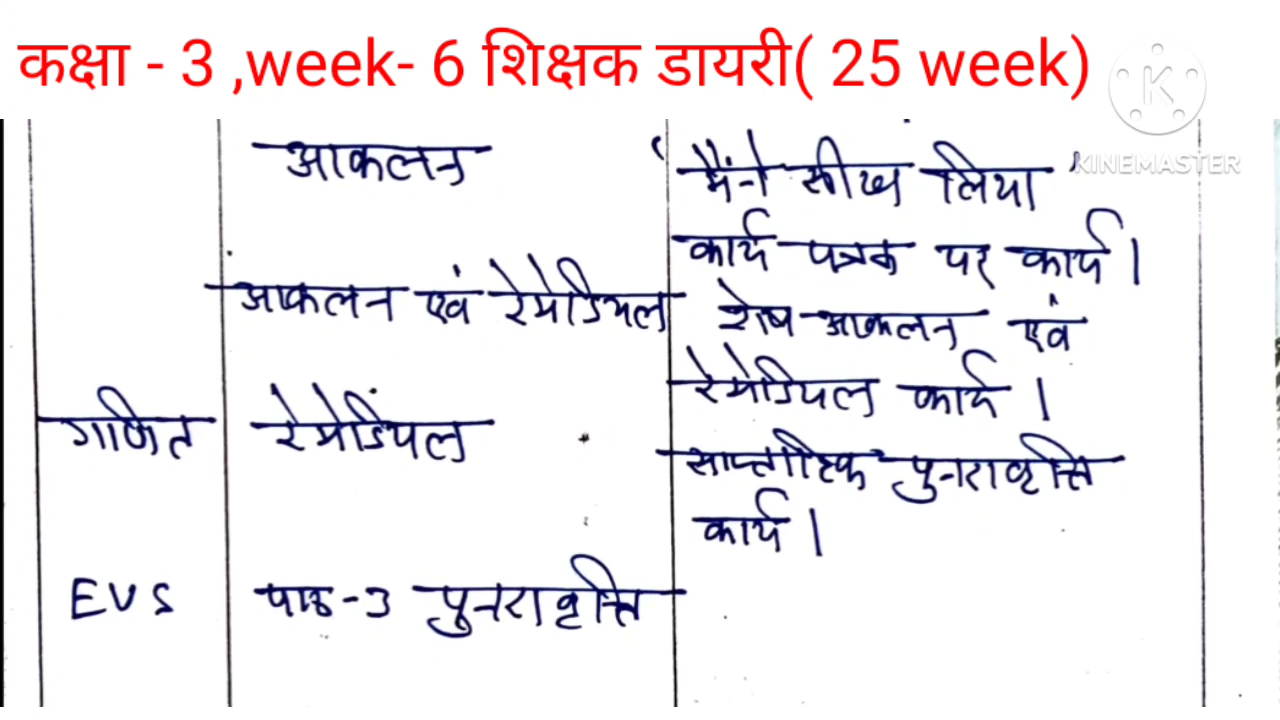 कक्षा - 3 ,week- 6 शिक्षक डायरी( 25 week)
K
KINEMASTER
आकलन
‘मैंने सीख लिया’
कार्य पत्रक पर कार्य।
आकलन एवं रेमेडियल
शेष आकलन एवं
रेमेडियल कार्य।
गणित रेमेडिंयल
साप्ताहिक पुनरावृत्ति
कार्य।
EVS पाठ-3 पुनरावृत्ति